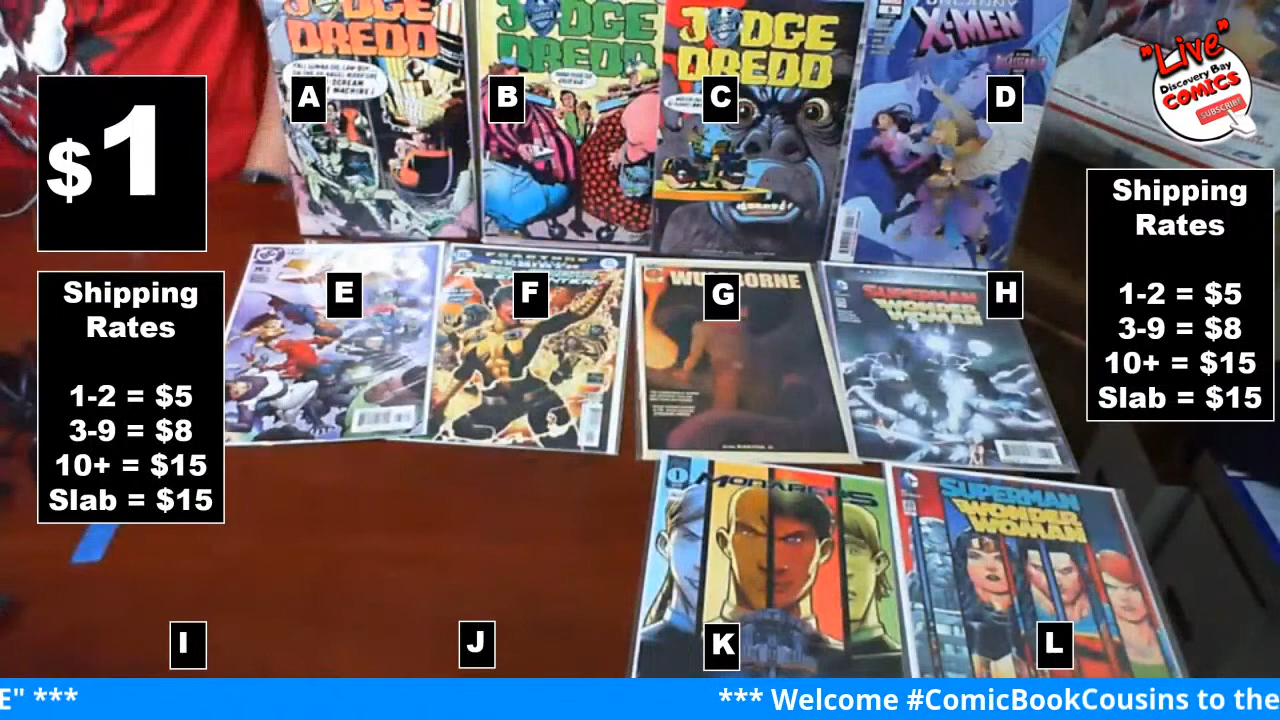 JUDGE
DREDD
A
JUDGE
DREDD
B
JUDGE
DREDD
C
UNCANNY
X-MEN
D
"Live"
Discovery Bay
COMICS
SUBSCRIBE
$1
Shipping
Rates
1-2 = $5
3-9 = $8
10+ = $15
Slab = $15
Shipping
Rates
1-2 = $5
3-9 = $8
10+ = $15
Slab = $15
E
F
G
H
SUPERMAN
WONDER
WOMAN
I
J
K
MONARCHS
L
SUPERMAN
WONDER
WOMAN
E" ***
*** Welcome #ComicBookCousins to the